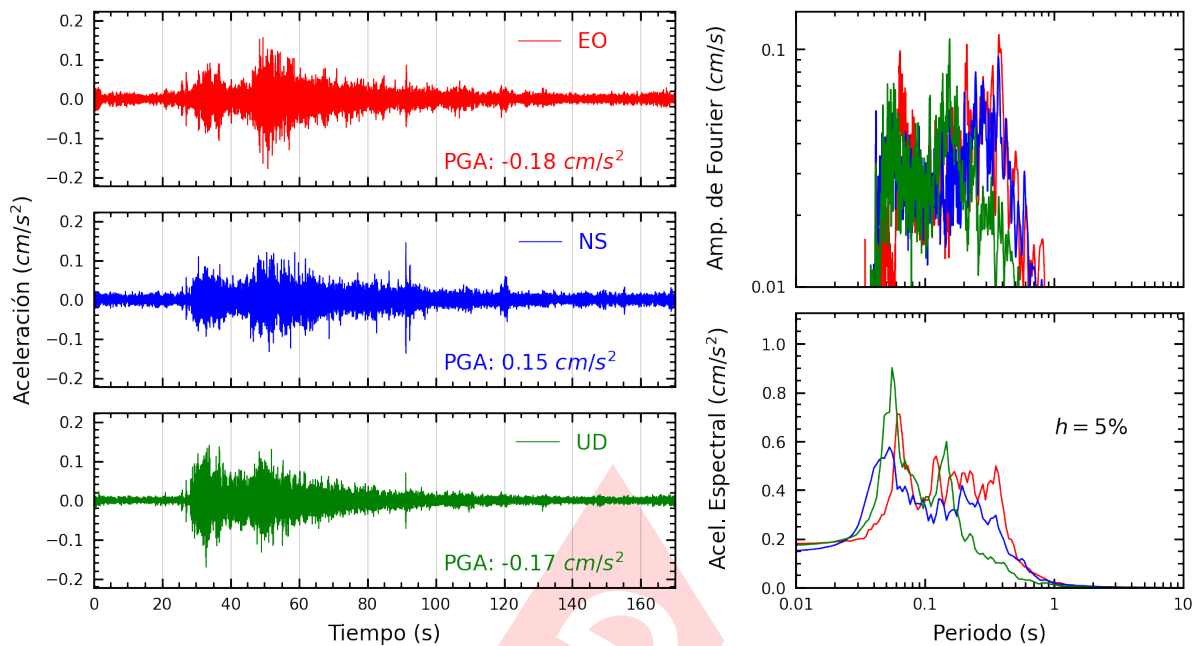 Aceleración (cm/s²)
0.2
0.1
0.0
−0.1
−0.2
EO
PGA: -0.18 cm/s²
0.2
0.1
0.0
−0.1
−0.2
NS
PGA: 0.15 cm/s²
0.2
0.1
0.0
−0.1
−0.2
UD
PGA: -0.17 cm/s²
0 20 40 60 80 100 120 140 160
Tiempo (s)
Amp. de Fourier (cm/s)
0.1
0.01
Acel. Espectral (cm/s²)
1.0
0.8
0.6
0.4
0.2
0.0
h = 5%
0.01 0.1 1 10
Periodo (s)